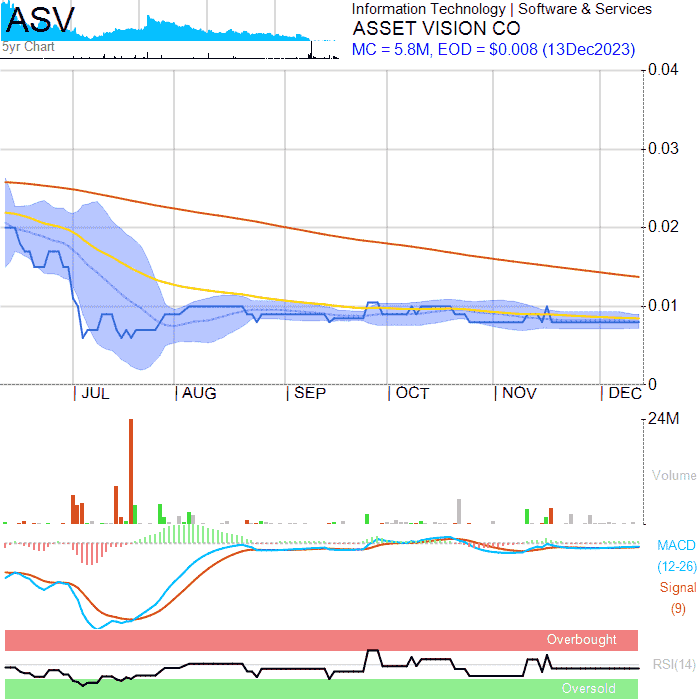 ASV
5yr Chart
Information Technology | Software & Services
ASSET VISION CO
MC = 5.8M, EOD = $0.008 (13Dec2023)
0.04
0.03
0.02
0.01
0
JUL AUG SEP OCT NOV DEC
24M
Volume
MACD
(12-26)
Signal
(9)
Overbought
RSI(14)
Oversold